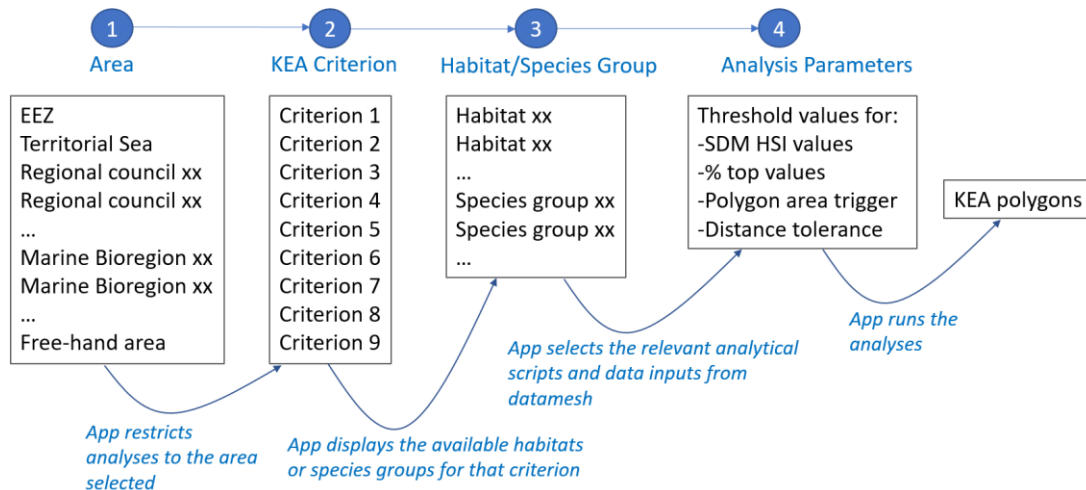 1
2
3
4
Area
KEA Criterion
Habitat/Species Group
Analysis Parameters
EEZ
Territorial Sea
Regional council xx
Regional council xx
...
Marine Bioregion xx
Marine Bioregion xx
...
Free-hand area
Criterion 1
Criterion 2
Criterion 3
Criterion 4
Criterion 5
Criterion 6
Criterion 7
Criterion 8
Criterion 9
Habitat xx
Habitat xx
...
Species group xx
Species group xx
...
Threshold values for:
-SDM HSI values
-% top values
-Polygon area trigger
-Distance tolerance
KEA polygons
App restricts
analyses to the area
selected
App displays the available habitats
or species groups for that criterion
App selects the relevant analytical
scripts and data inputs from
datamesh
App runs the
analyses